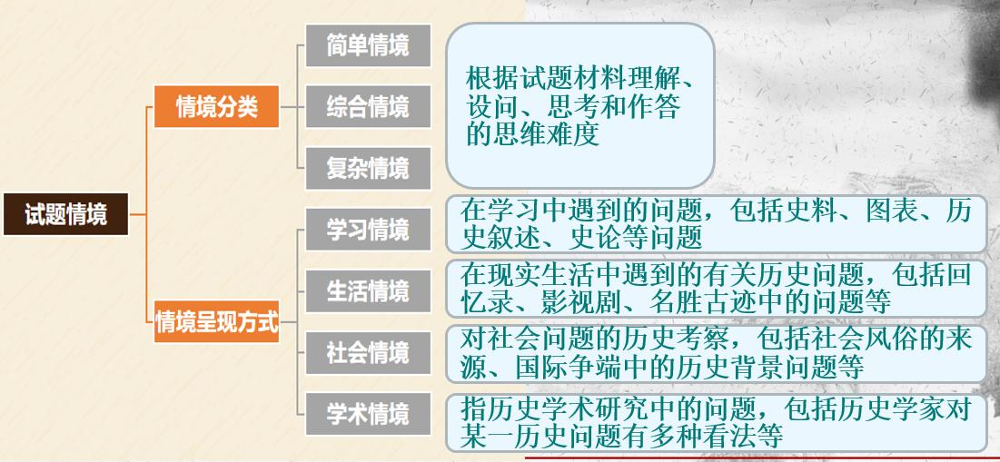 试题情境
情境分类
简单情境
综合情境
复杂情境
根据试题材料理解、
设问、思考和作答
的思维难度
情境呈现方式
学习情境
在学习中遇到的问题，包括史料、图表、历
史叙述、史论等问题
生活情境
在现实生活中遇到的有关历史问题，包括回
忆录、影视剧、名胜古迹中的问题等
社会情境
对社会问题的历史考察，包括社会风俗的来
源、国际争端中的历史背景问题等
学术情境
指历史学术研究中的问题，包括历史学家对
某一历史问题有多种看法等